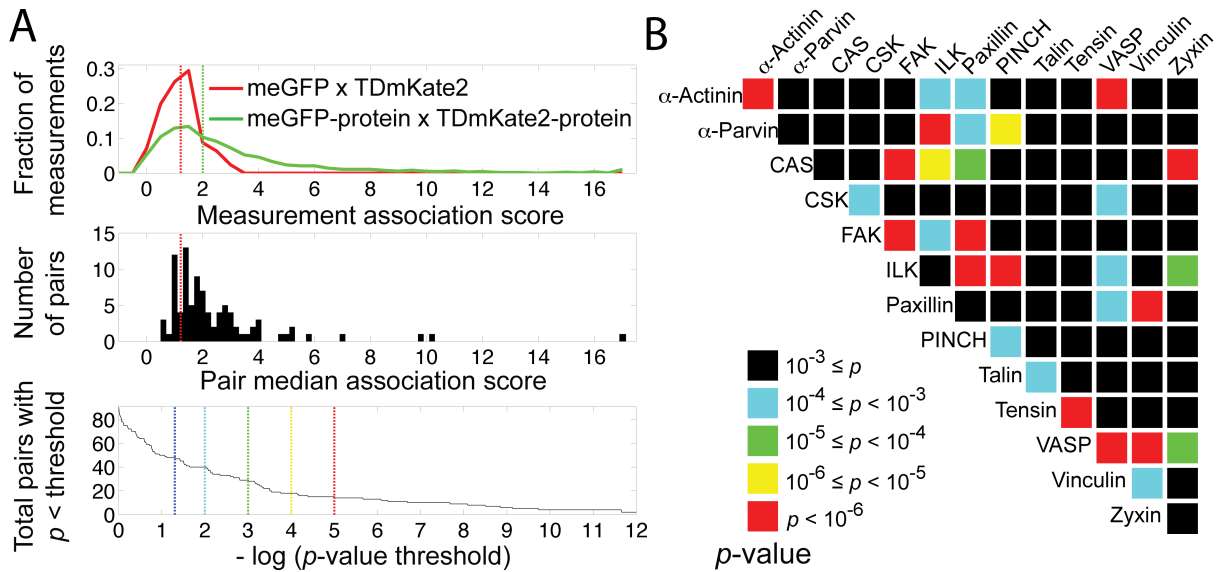 A
Fraction of
measurements
0.3
0.2
0.1
0
meGFP x TDmKate2
meGFP-protein x TDmKate2-protein
0 2 4 6 8 10 12 14 16
Measurement association score
Number
of pairs
15
10
5
0
0 2 4 6 8 10 12 14 16
Pair median association score
Total pairs with
p < threshold
80
60
40
20
0
0 1 2 3 4 5 6 7 8 9 10 11 12
- log (p-value threshold)
B
α-Actinin
α-Parvin
CAS
CSK
FAK
ILK
Paxillin
PINCH
Talin
Tensin
VASP
Vinculin
Zyxin
α-Actinin
α-Parvin
CAS
CSK
FAK
ILK
Paxillin
PINCH
Talin
Tensin
VASP
Vinculin
Zyxin
10⁻³ ≤ p
10⁻⁴ ≤ p < 10⁻³
10⁻⁵ ≤ p < 10⁻⁴
10⁻⁶ ≤ p < 10⁻⁵
p < 10⁻⁶
p-value